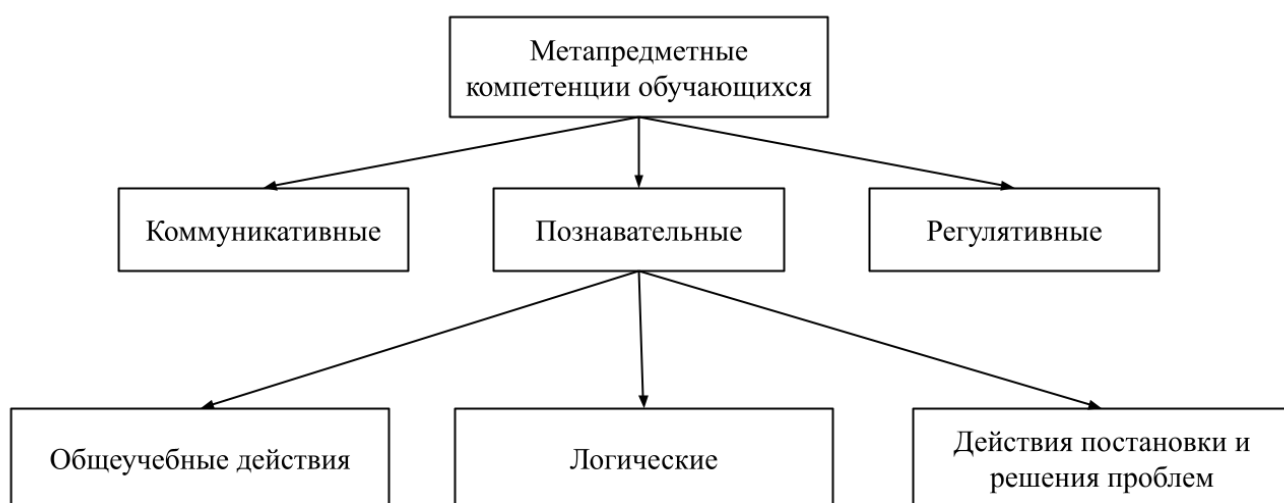 Метапредметные
компетенции обучающихся
Коммуникативные
Познавательные
Регулятивные
Общеучебные действия
Логические
Действия постановки и
решения проблем